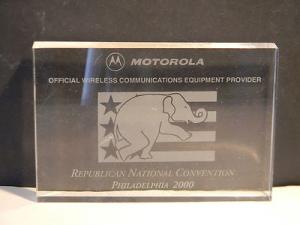 MOTOROLA
OFFICIAL WIRELESS COMMUNICATIONS EQUIPMENT PROVIDER
REPUBLICAN NATIONAL CONVENTION
PHILADELPHIA 2000